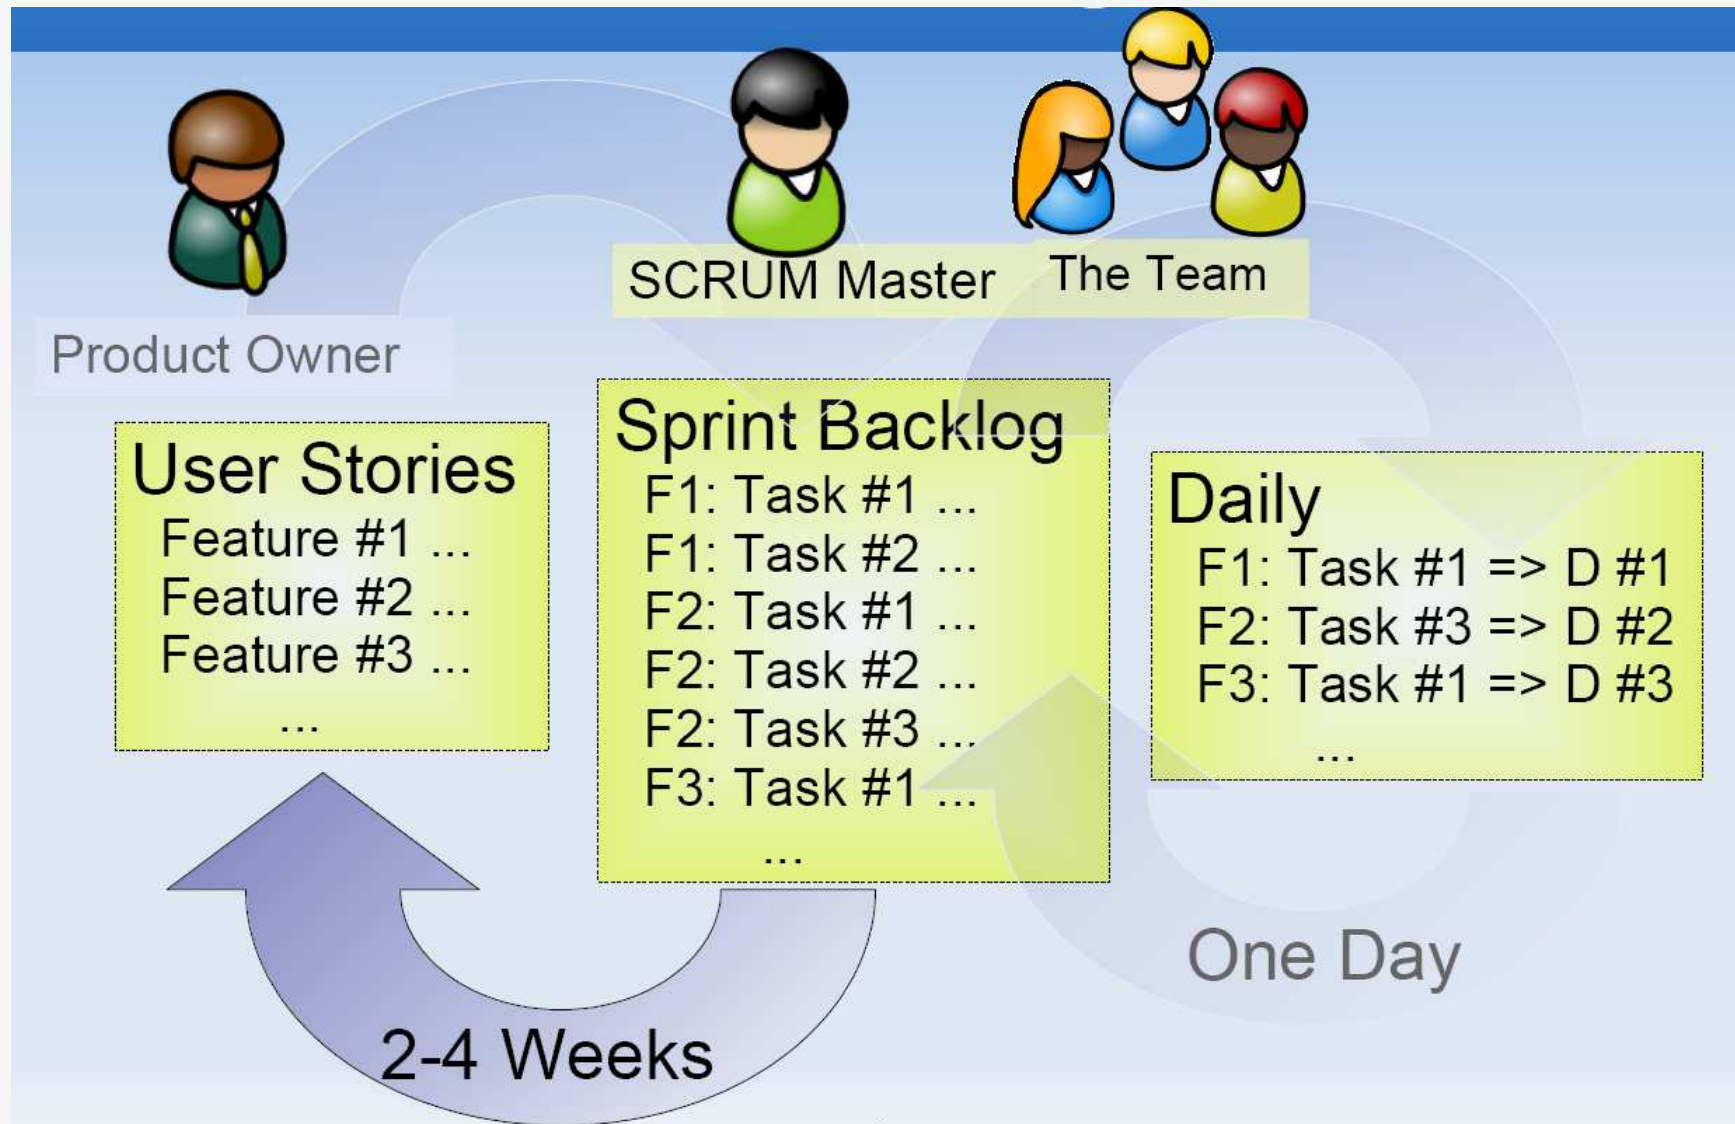 SCRUM Master
The Team
Product Owner
User Stories
Feature #1 ...
Feature #2 ...
Feature #3 ...
...
Sprint Backlog
F1: Task #1 ...
F1: Task #2 ...
F2: Task #1 ...
F2: Task #2 ...
F2: Task #3 ...
F3: Task #1 ...
...
Daily
F1: Task #1 => D #1
F2: Task #3 => D #2
F3: Task #1 => D #3
...
One Day
2-4 Weeks